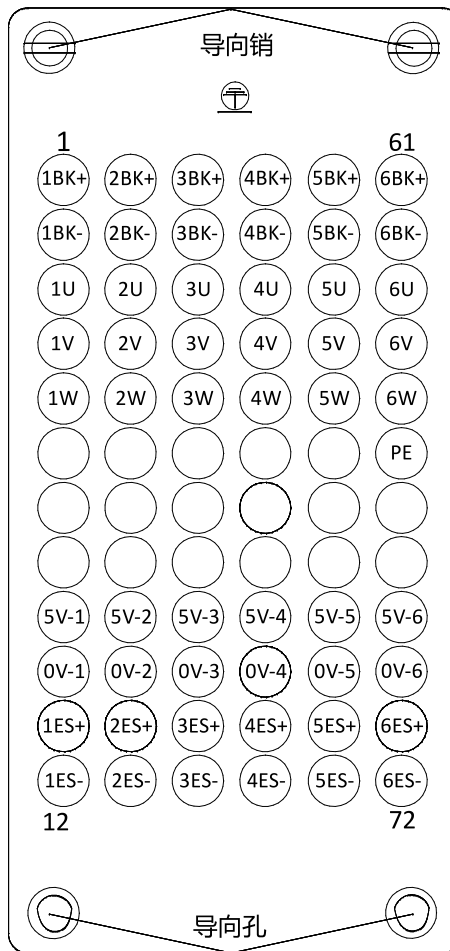 导向销
1 61
1BK+ 2BK+ 3BK+ 4BK+ 5BK+ 6BK+
1BK- 2BK- 3BK- 4BK- 5BK- 6BK-
1U 2U 3U 4U 5U 6U
1V 2V 3V 4V 5V 6V
1W 2W 3W 4W 5W 6W
PE
5V-1 5V-2 5V-3 5V-4 5V-5 5V-6
0V-1 0V-2 0V-3 0V-4 0V-5 0V-6
1ES+ 2ES+ 3ES+ 4ES+ 5ES+ 6ES+
1ES- 2ES- 3ES- 4ES- 5ES- 6ES-
12 72
导向孔